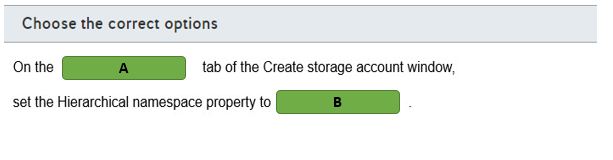 Choose the correct options
On the A tab of the Create storage account window,
set the Hierarchical namespace property to B .